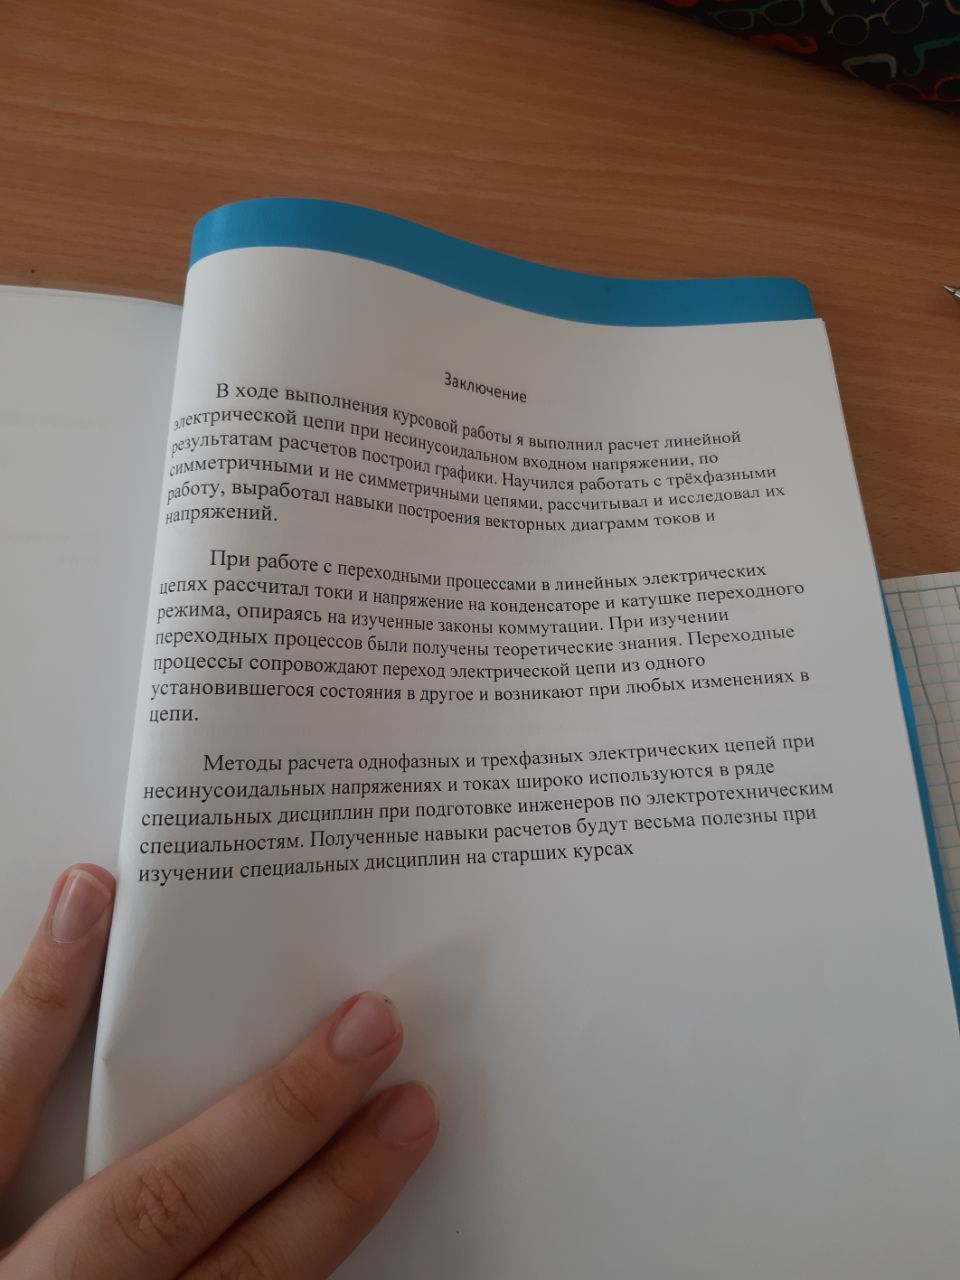 Заключение
В ходе выполнения курсовой работы я выполнил расчет линейной
электрической цепи при несинусоидальном входном напряжении, по
результатам расчетов построил графики. Научился работать с трёхфазными
симметричными и не симметричными цепями, рассчитывал и исследовал их
работу, выработал навыки построения векторных диаграмм токов и
напряжений.
При работе с переходными процессами в линейных электрических
цепях рассчитал токи и напряжение на конденсаторе и катушке переходного
режима, опираясь на изученные законы коммутации. При изучении
переходных процессов были получены теоретические знания. Переходные
процессы сопровождают переход электрической цепи из одного
установившегося состояния в другое и возникают при любых изменениях в
цепи.
Методы расчета однофазных и трехфазных электрических цепей при
несинусоидальных напряжениях и токах широко используются в ряде
специальных дисциплин при подготовке инженеров по электротехническим
специальностям. Полученные навыки расчетов будут весьма полезны при
изучении специальных дисциплин на старших курсах